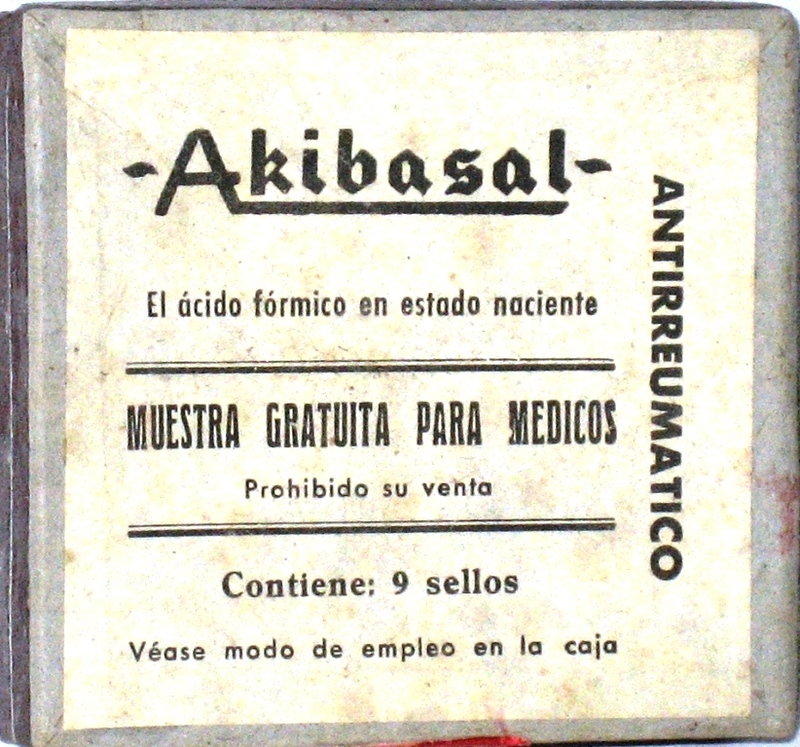 -Akibasal-
El ácido fórmico en estado naciente
MUESTRA GRATUITA PARA MEDICOS
Prohibido su venta
Contiene: 9 sellos
Véase modo de empleo en la caja
ANTIRREUMATICO